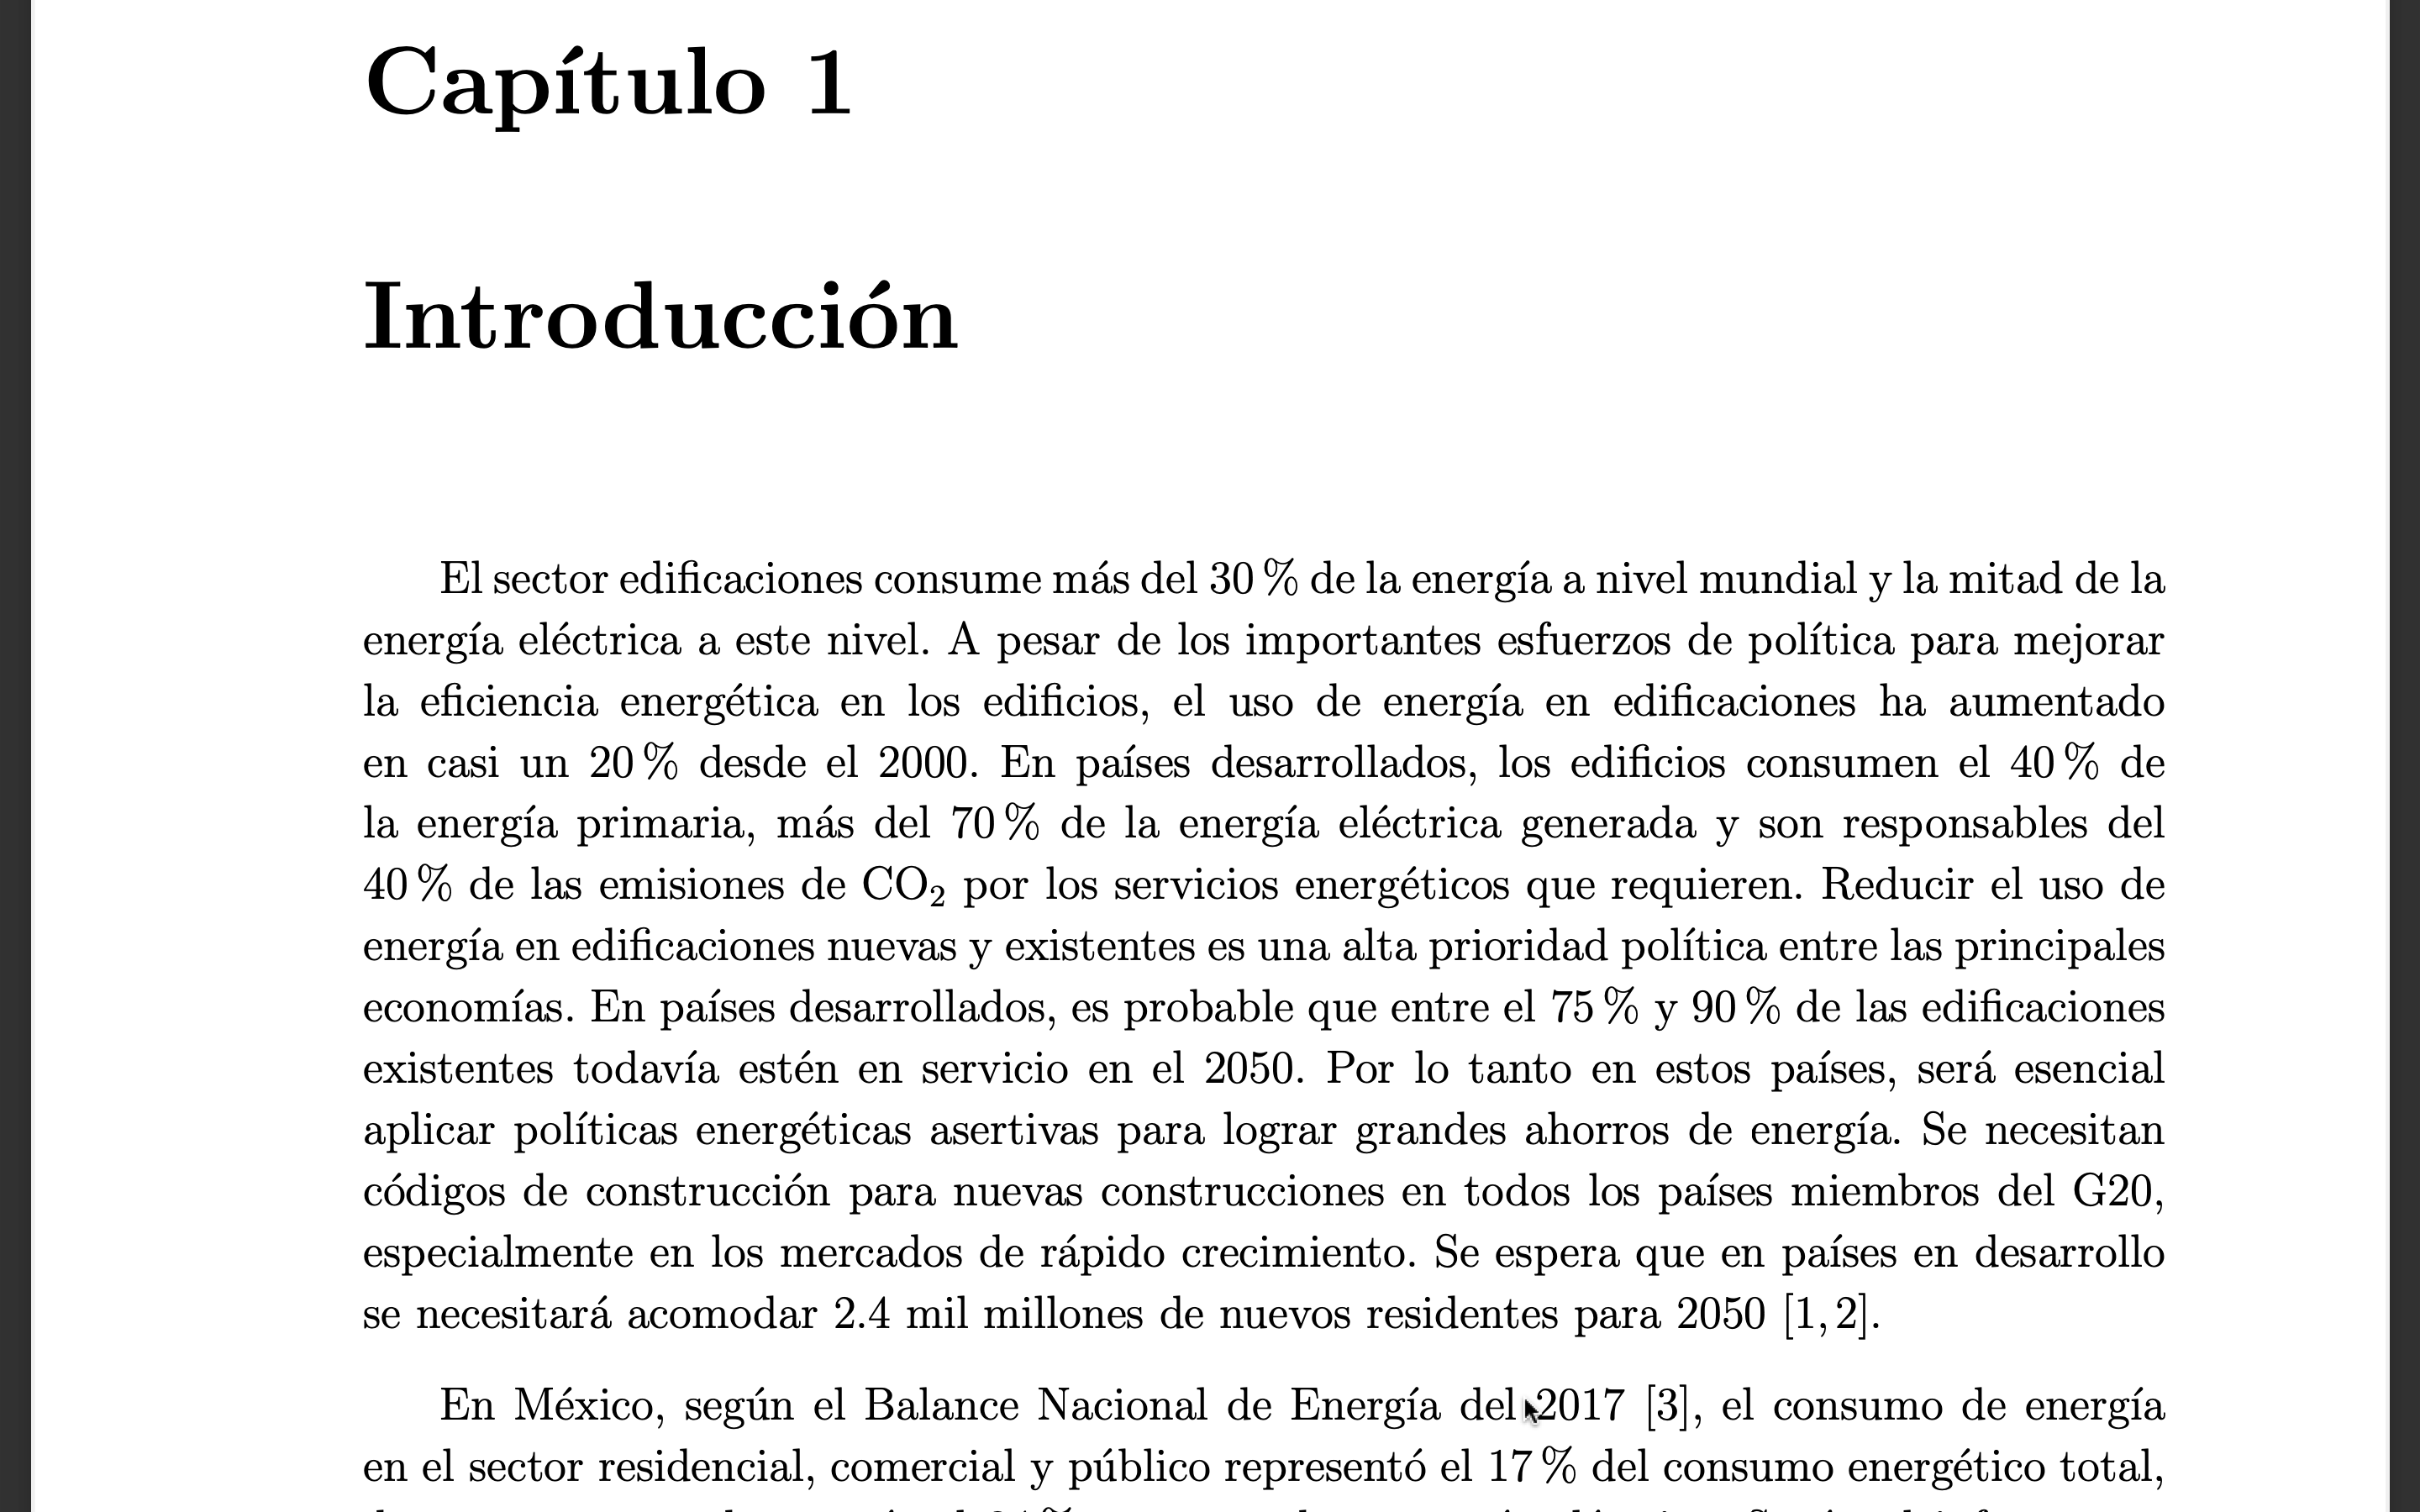 Capítulo 1
Introducción
El sector edificaciones consume más del 30 % de la energía a nivel mundial y la mitad de la
energía eléctrica a este nivel. A pesar de los importantes esfuerzos de política para mejorar
la eficiencia energética en los edificios, el uso de energía en edificaciones ha aumentado
en casi un 20 % desde el 2000. En países desarrollados, los edificios consumen el 40 % de
la energía primaria, más del 70 % de la energía eléctrica generada y son responsables del
40 % de las emisiones de CO₂ por los servicios energéticos que requieren. Reducir el uso de
energía en edificaciones nuevas y existentes es una alta prioridad política entre las principales
economías. En países desarrollados, es probable que entre el 75 % y 90 % de las edificaciones
existentes todavía estén en servicio en el 2050. Por lo tanto en estos países, será esencial
aplicar políticas energéticas asertivas para lograr grandes ahorros de energía. Se necesitan
códigos de construcción para nuevas construcciones en todos los países miembros del G20,
especialmente en los mercados de rápido crecimiento. Se espera que en países en desarrollo
se necesitará acomodar 2.4 mil millones de nuevos residentes para 2050 [1, 2].
En México, según el Balance Nacional de Energía del 2017 [3], el consumo de energía
en el sector residencial, comercial y público representó el 17 % del consumo energético total,